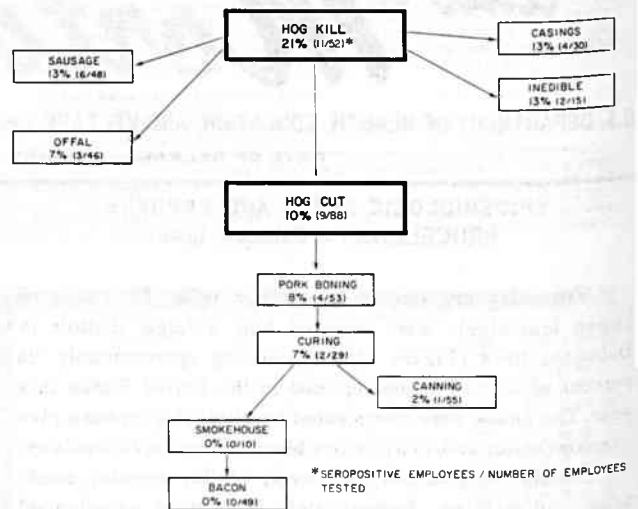 HOG KILL
21% (11/52)*
CASINGS
13% (4/30)
SAUSAGE
13% (6/48)
INEDIBLE
13% (2/15)
OFFAL
7% (3/46)
HOG CUT
10% (9/88)
PORK BONING
8% (4/53)
CURING
7% (2/29)
CANNING
2% (1/55)
SMOKEHOUSE
0% (0/10)
BACON
0% (0/49)
*SEROPOSITIVE EMPLOYEES / NUMBER OF EMPLOYEES
TESTED